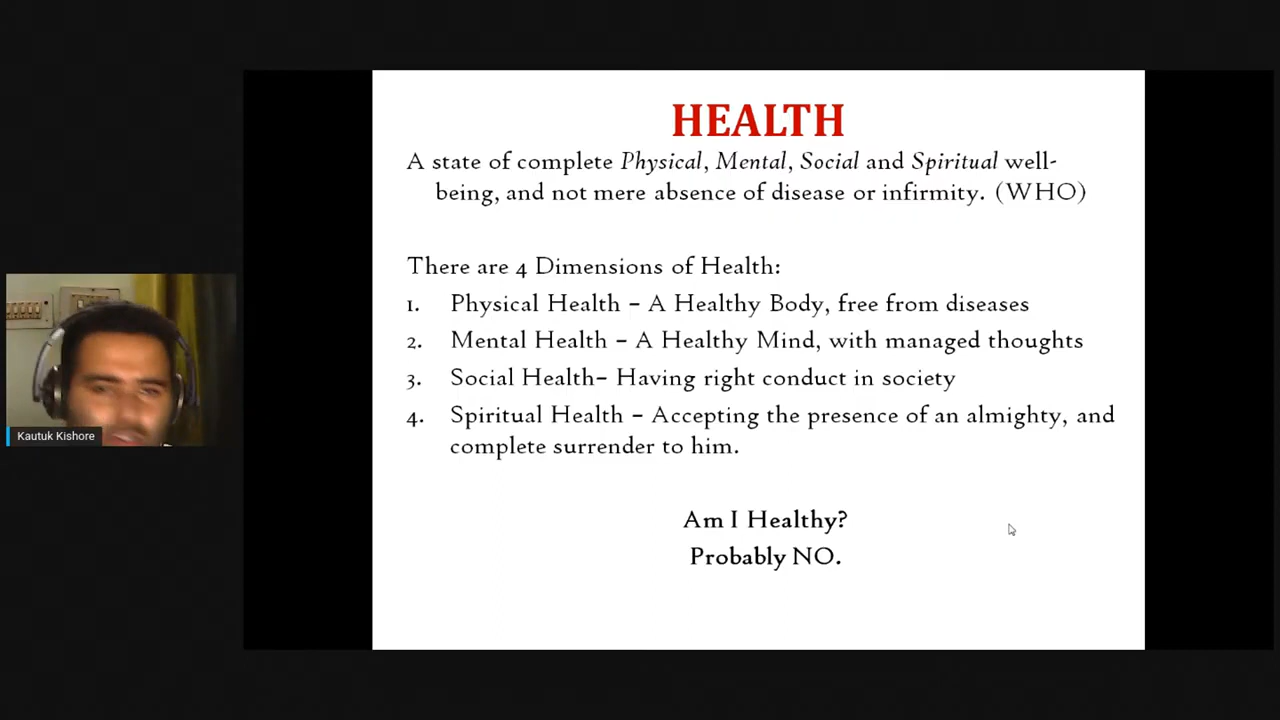 HEALTH
A state of complete Physical, Mental, Social and Spiritual well-
being, and not mere absence of disease or infirmity. (WHO)
There are 4 Dimensions of Health:
1. Physical Health – A Healthy Body, free from diseases
2. Mental Health – A Healthy Mind, with managed thoughts
3. Social Health– Having right conduct in society
4. Spiritual Health – Accepting the presence of an almighty, and
complete surrender to him.
Am I Healthy?
Probably NO.
Kautuk Kishore